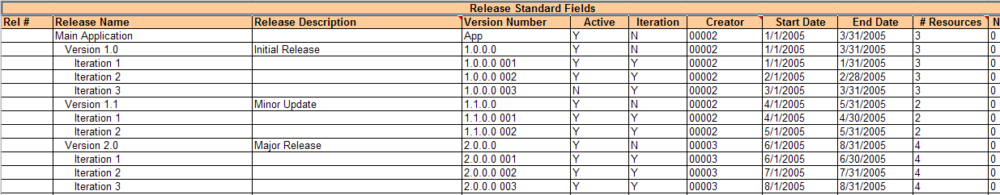 Release Standard Fields
Rel # Release Name Release Description Version Number Active Iteration Creator Start Date End Date # Resources N
Main Application App Y N 00002 1/1/2005 3/31/2005 3 0
Version 1.0 Initial Release 1.0.0.0 Y N 00002 1/1/2005 3/31/2005 3 0
Iteration 1 1.0.0.0 001 Y Y 00002 1/1/2005 1/31/2005 3 0
Iteration 2 1.0.0.0 002 Y Y 00002 2/1/2005 2/28/2005 3 0
Iteration 3 1.0.0.0 003 N Y 00002 3/1/2005 3/31/2005 3 0
Version 1.1 Minor Update 1.1.0.0 Y N 00002 4/1/2005 5/31/2005 2 0
Iteration 1 1.1.0.0 001 Y Y 00002 4/1/2005 4/30/2005 2 0
Iteration 2 1.1.0.0 002 Y Y 00002 5/1/2005 5/31/2005 2 0
Version 2.0 Major Release 2.0.0.0 Y N 00003 6/1/2005 8/31/2005 4 0
Iteration 1 2.0.0.0 001 Y Y 00003 6/1/2005 6/30/2005 4 0
Iteration 2 2.0.0.0 002 Y Y 00003 7/1/2005 7/31/2005 4 0
Iteration 3 2.0.0.0 003 Y Y 00003 8/1/2005 8/31/2005 4 0